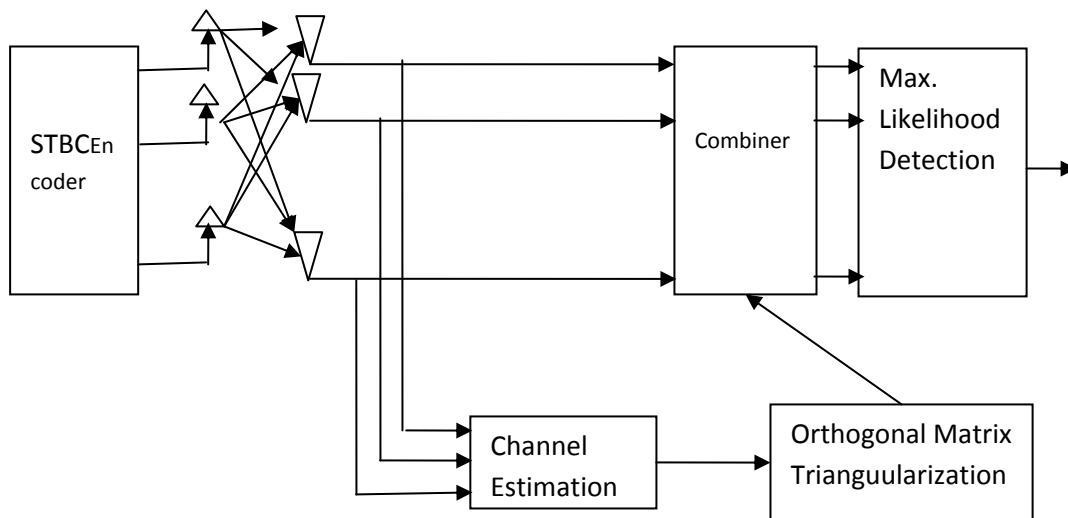 STBCEn
coder
Combiner
Max.
Likelihood
Detection
Channel
Estimation
Orthogonal Matrix
Trianguularization